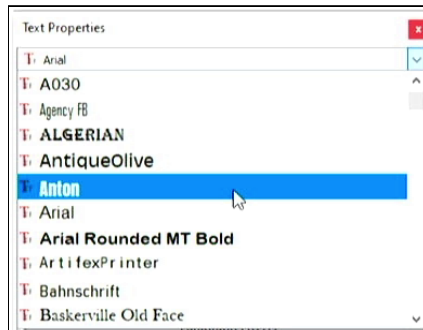 Text Properties
Arial
A030
Agency FB
ALGERIAN
AntiqueOlive
Anton
Arial
Arial Rounded MT Bold
ArtifexPrinter
Bahnschrift
Baskerville Old Face